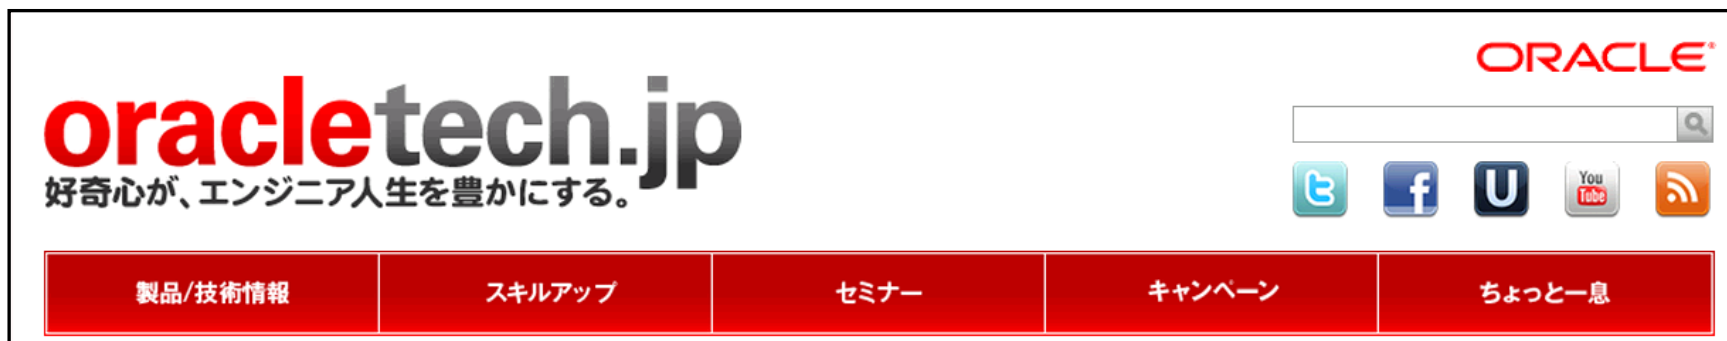 ORACLE
oracletech.jp
好奇心が、エンジニア人生を豊かにする。
t f U You Tube
製品/技術情報 スキルアップ セミナー キャンペーン ちょっと一息